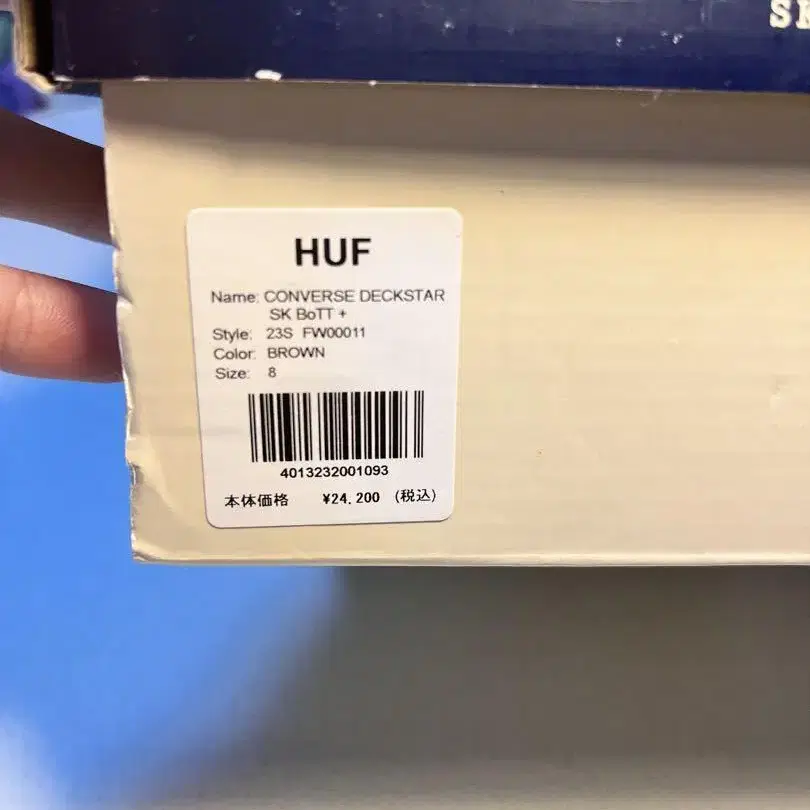 HUF
Name: CONVERSE DECKSTAR
SK BoTT +
Style: 23S FW00011
Color: BROWN
Size: 8
4013232001093
本体価格 ¥24,200 (税込)